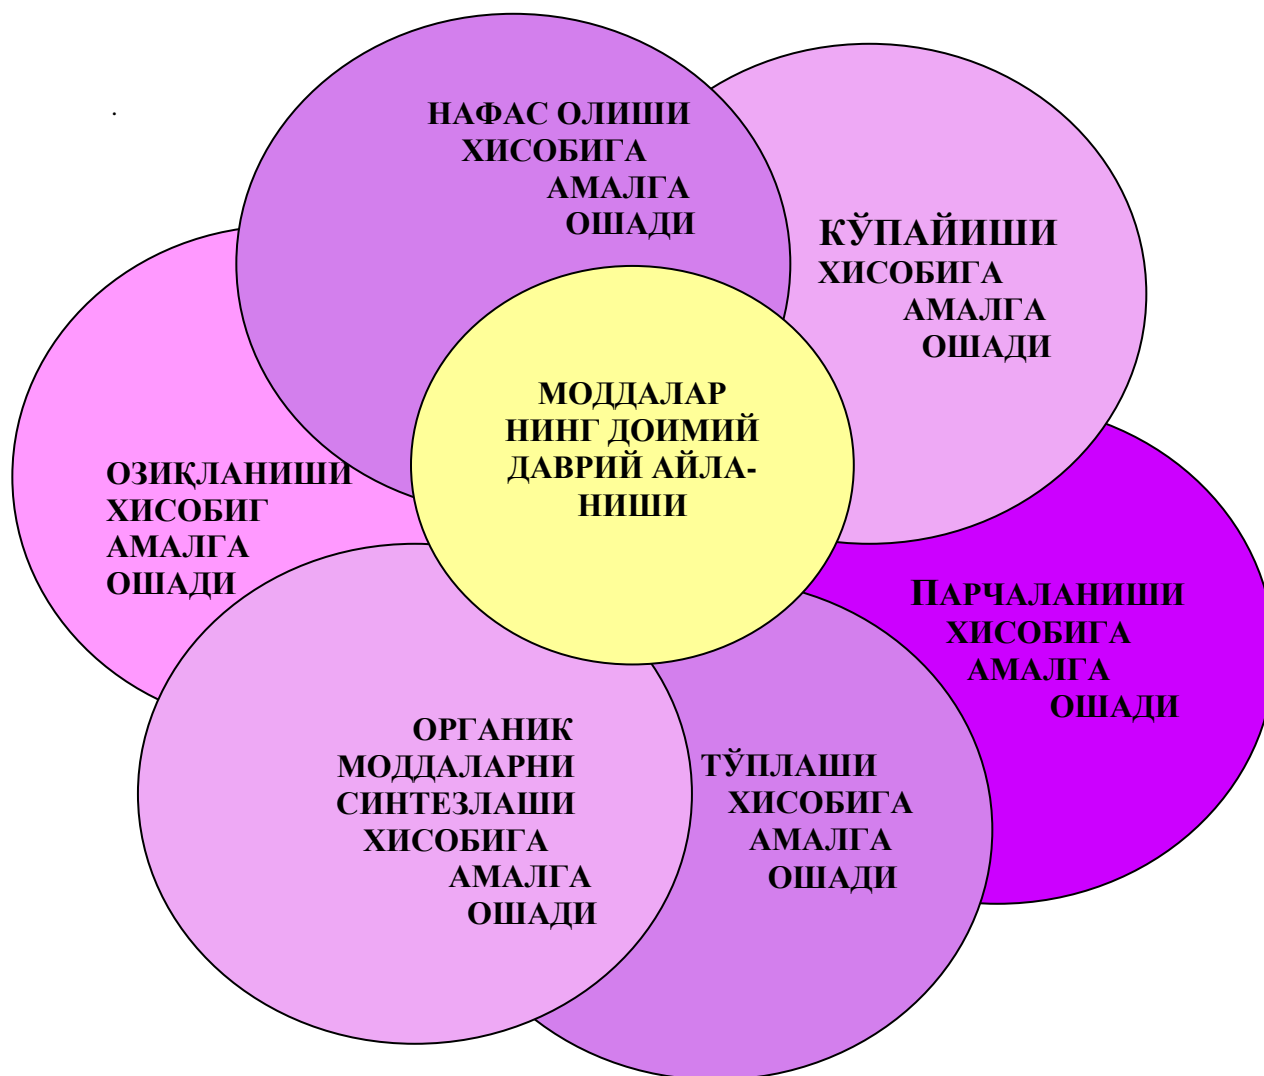 НАФАС ОЛИШИ
ХИСОБИГА
АМАЛГА
ОШАДИ
КЎПАЙИШИ
ХИСОБИГА
АМАЛГА
ОШАДИ
МОДДАЛАР
НИНГ ДОИМИЙ
ДАВРИЙ АЙЛА-
НИШИ
ОЗИҚЛАНИШИ
ХИСОБИГ
АМАЛГА
ОШАДИ
ПАРЧАЛАНИШИ
ХИСОБИГА
АМАЛГА
ОШАДИ
ОРГАНИК
МОДДАЛАРНИ
СИНТЕЗЛАШИ
ХИСОБИГА
АМАЛГА
ОШАДИ
ТЎПЛАШИ
ХИСОБИГА
АМАЛГА
ОШАДИ